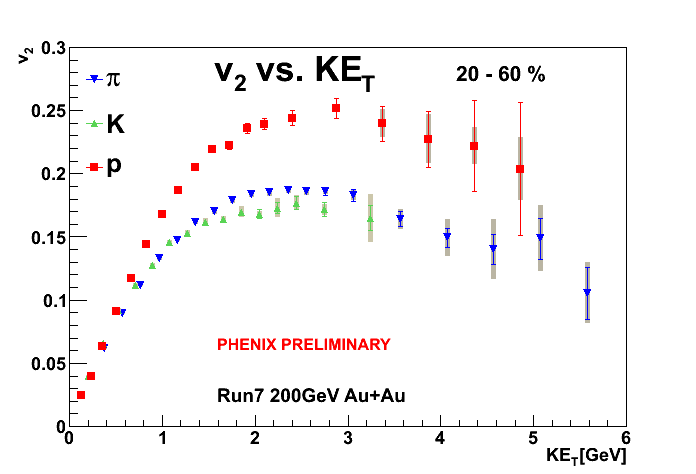 v2 vs. KET
20 - 60 %
π
K
p
v2
0.3
0.25
0.2
0.15
0.1
0.05
0
PHENIX PRELIMINARY
Run7 200GeV Au+Au
0 1 2 3 4 5 6
KET[GeV]